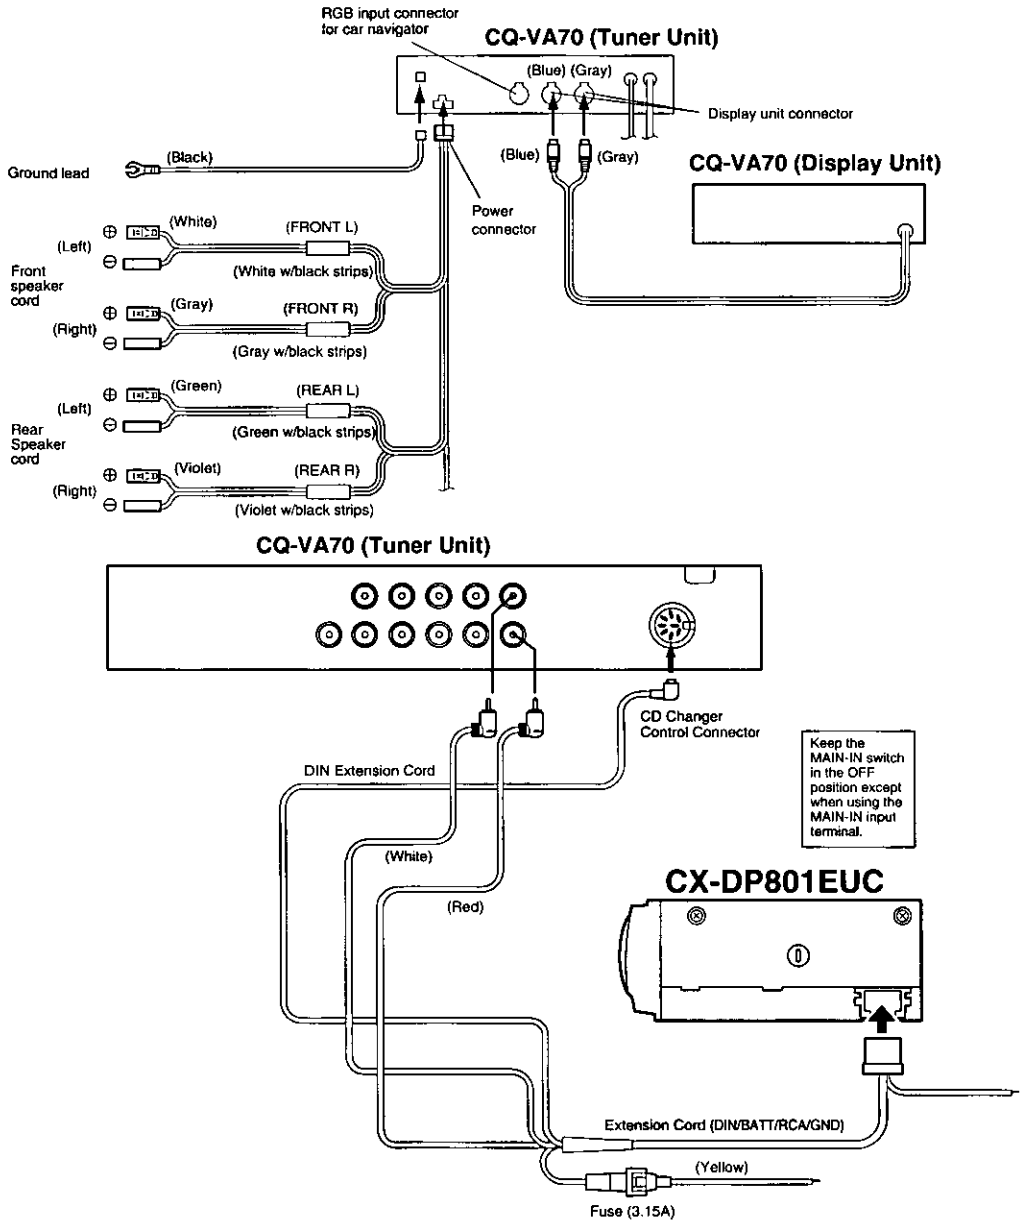 RGB input connector
for car navigator
CQ-VA70 (Tuner Unit)
(Blue) (Gray)
Display unit connector
(Black)
Ground lead
(Blue)
(Gray)
CQ-VA70 (Display Unit)
Power
connector
(White)
(FRONT L)
(Left)
(White w/black strips)
Front
speaker
cord
(Gray)
(FRONT R)
(Right)
(Gray w/black strips)
(Green)
(REAR L)
(Left)
(Green w/black strips)
Rear
Speaker
cord
(Violet)
(REAR R)
(Right)
(Violet w/black strips)
CQ-VA70 (Tuner Unit)
CD Changer
Control Connector
DIN Extension Cord
Keep the
MAIN-IN switch
in the OFF
position except
when using the
MAIN-IN input
terminal.
(White)
(Red)
CX-DP801EUC
Extension Cord (DIN/BATT/RCA/GND)
(Yellow)
Fuse (3.15A)